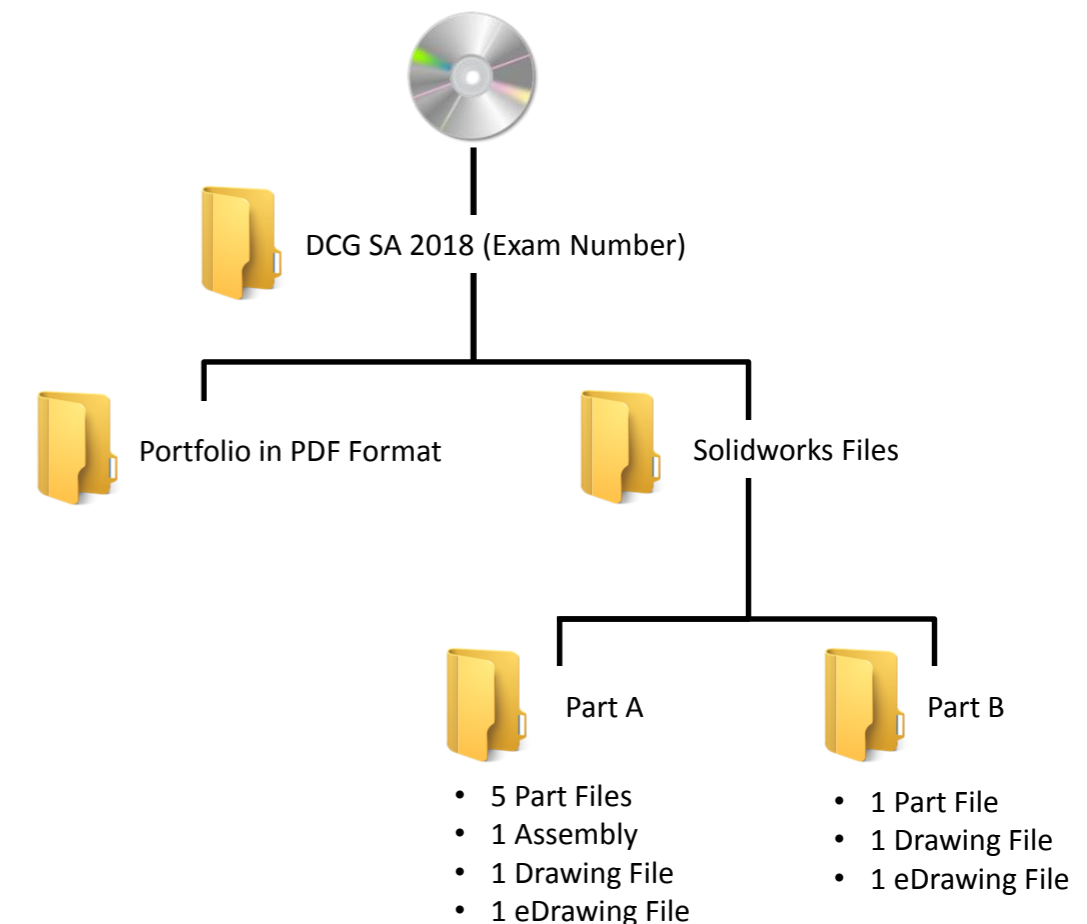 DCG SA 2018 (Exam Number)
Portfolio in PDF Format
Solidworks Files
Part A
• 5 Part Files
• 1 Assembly
• 1 Drawing File
• 1 eDrawing File
Part B
• 1 Part File
• 1 Drawing File
• 1 eDrawing File